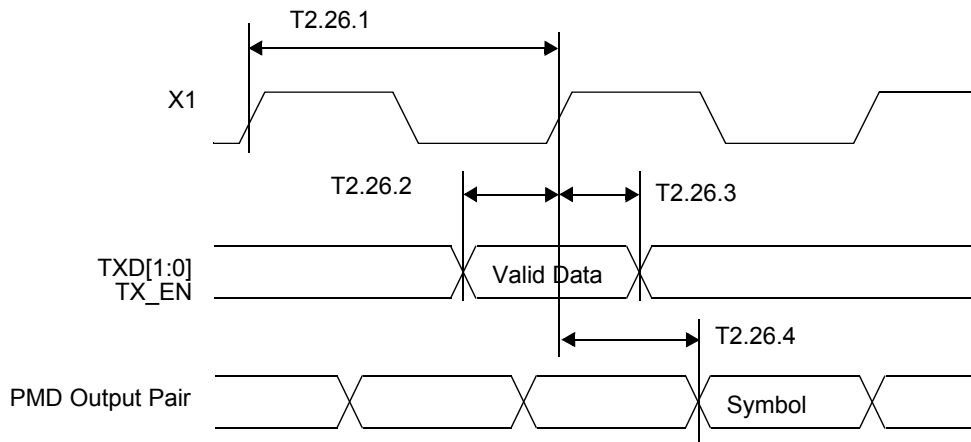 T2.26.1
X1
T2.26.2
T2.26.3
TXD[1:0]
TX_EN
Valid Data
T2.26.4
PMD Output Pair
Symbol